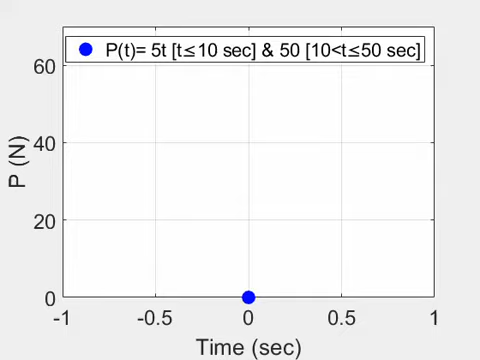 P(t)= 5t [t≤10 sec] & 50 [10<t≤50 sec]
60
40
20
0
P (N)
-1 -0.5 0 0.5 1
Time (sec)